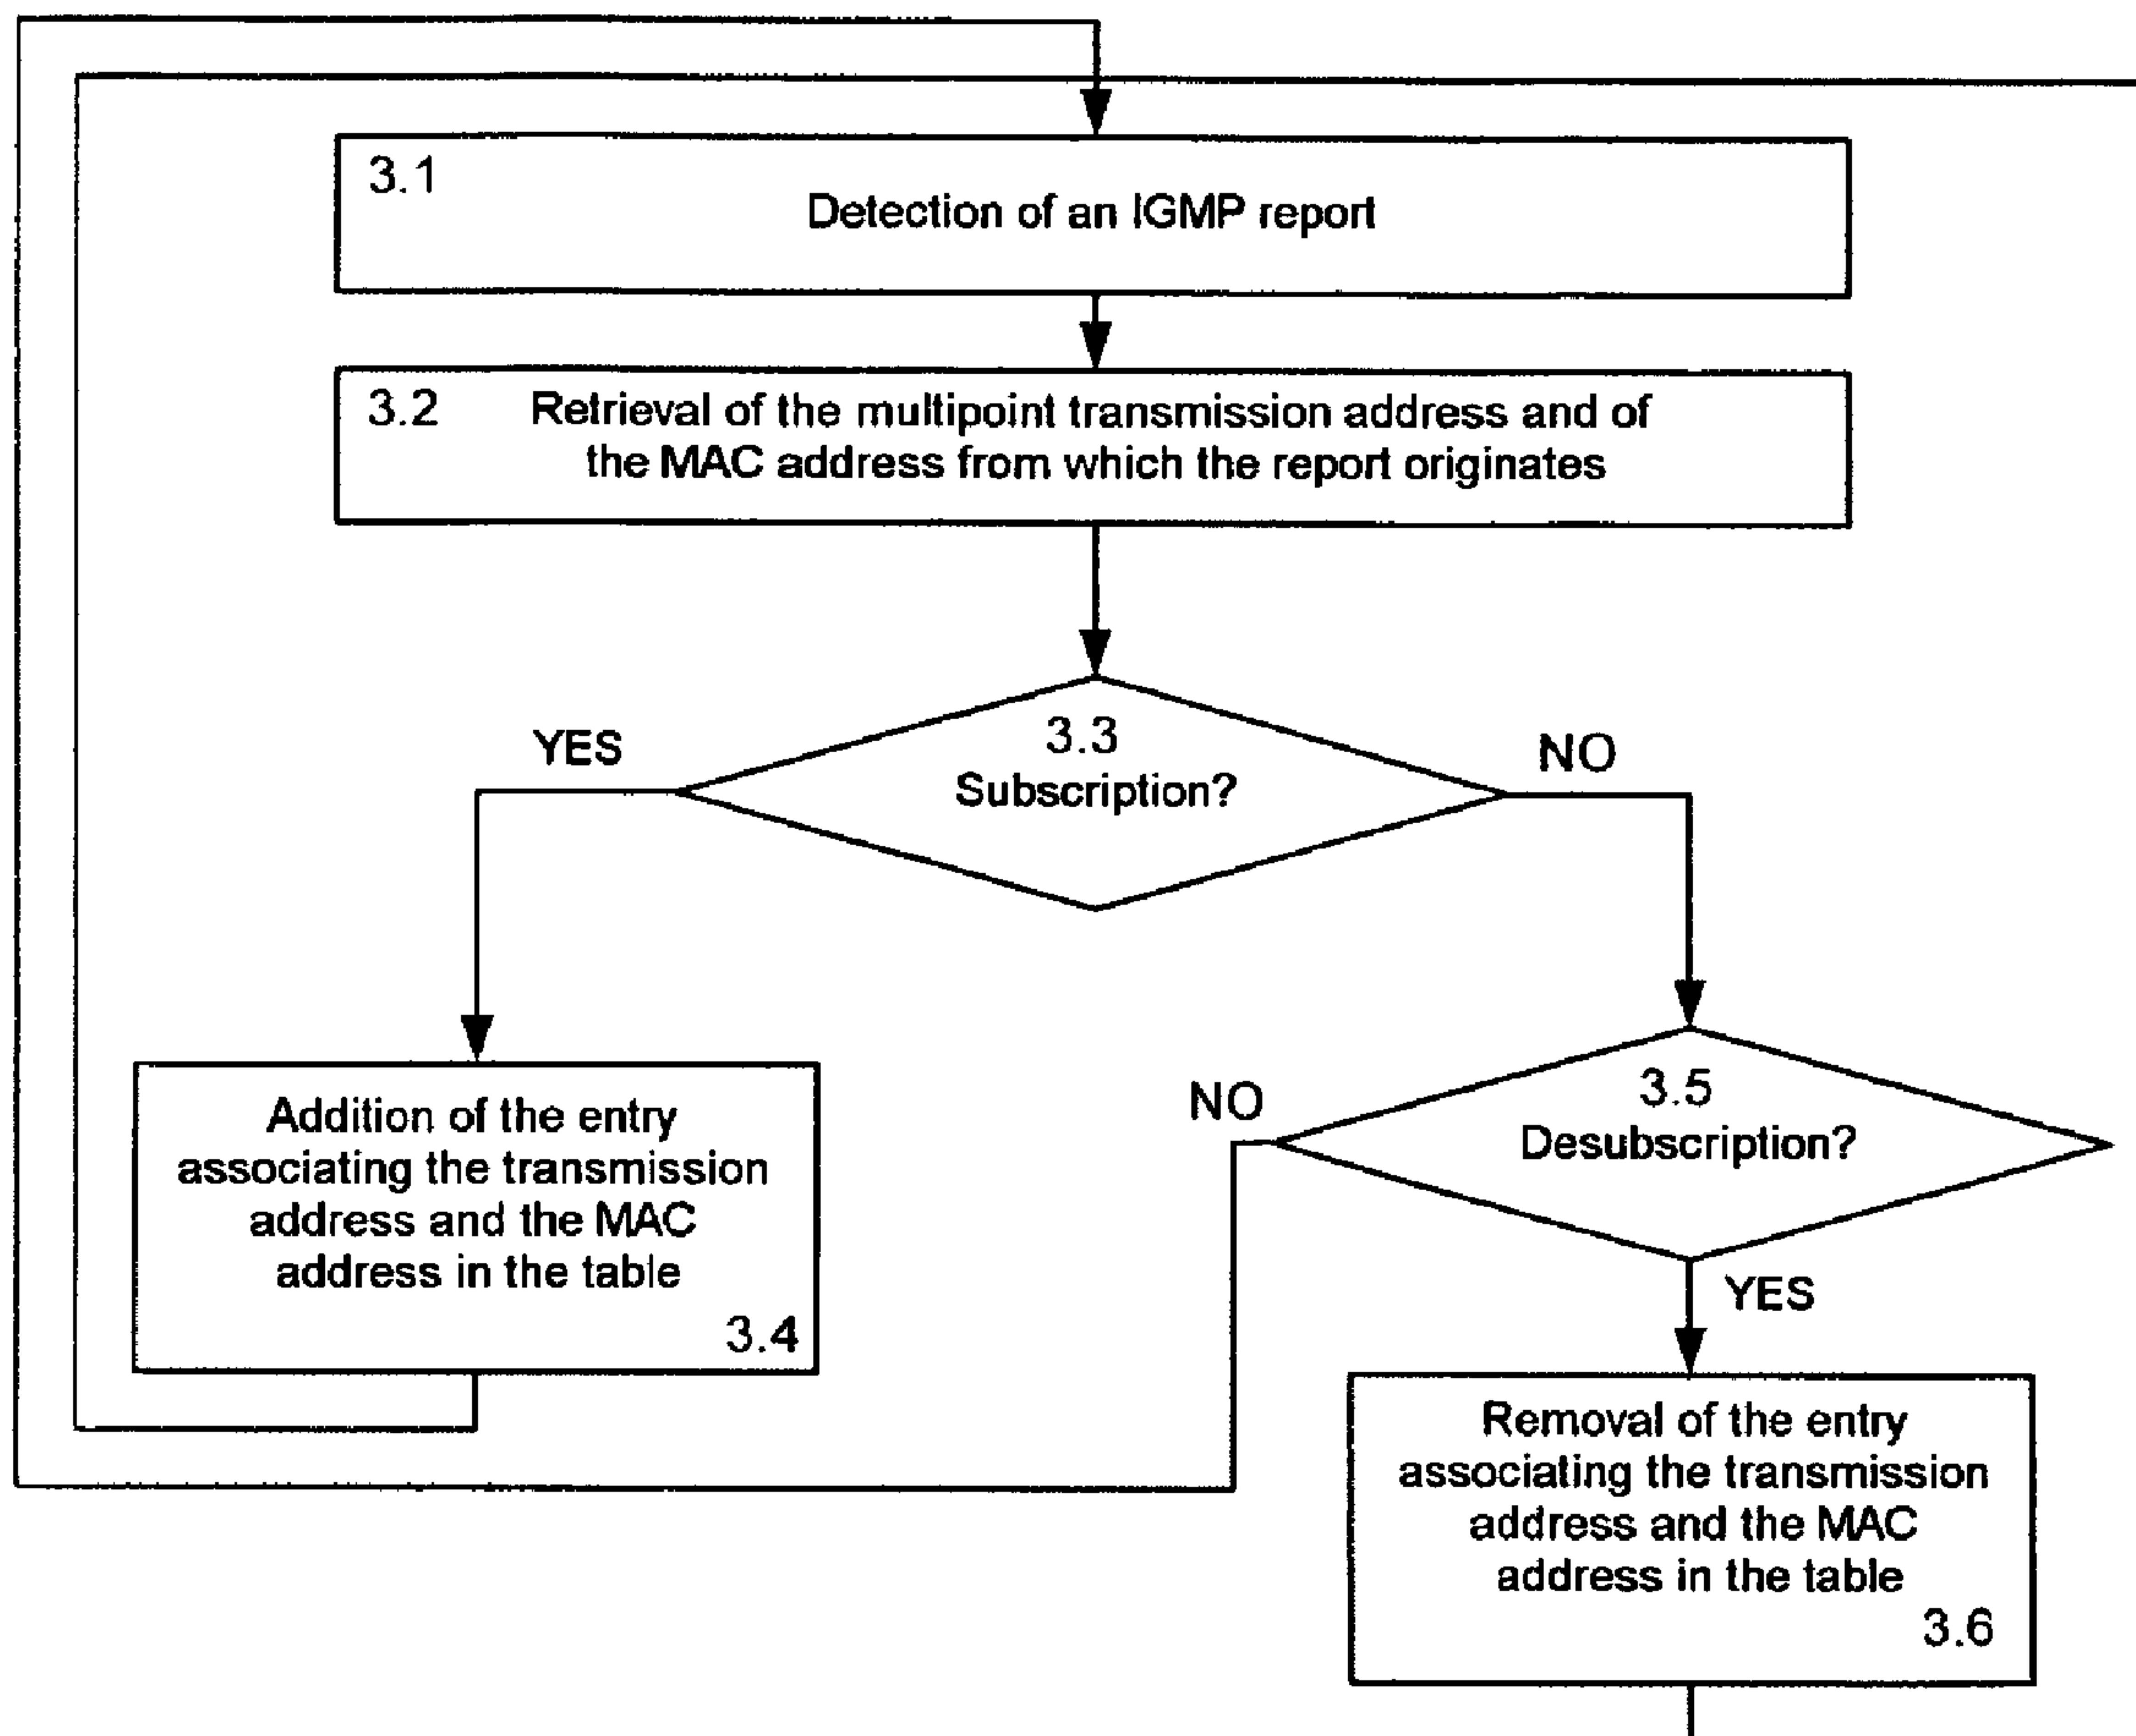 3.1
Detection of an IGMP report
3.2 Retrieval of the multipoint transmission address and of
the MAC address from which the report originates
3.3
Subscription?
YES
NO
Addition of the entry
associating the transmission
address and the MAC
address in the table
3.4
3.5
Desubscription?
NO
YES
Removal of the entry
associating the transmission
address and the MAC
address in the table
3.6